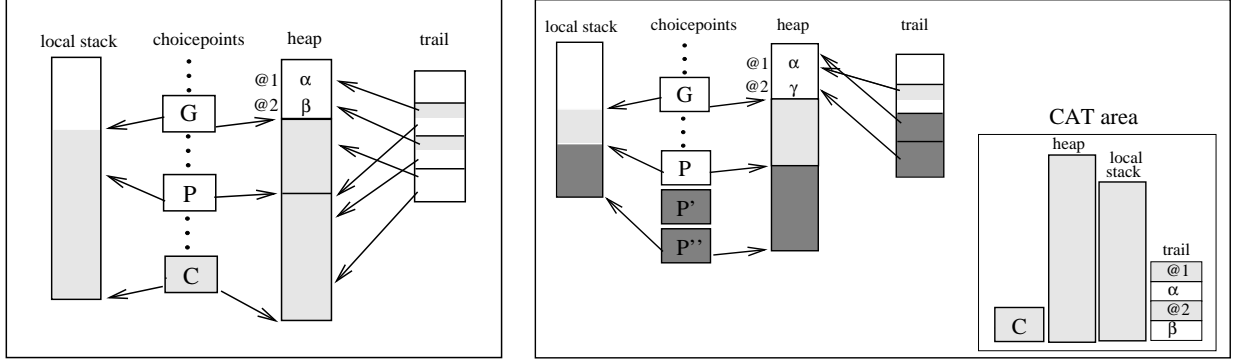 local stack choicepoints heap trail
@1 α
@2 β
G
P
C
local stack choicepoints heap trail
@1 α
@2 γ
G
P
P'
P''
CAT area
heap
local
stack
trail
@1
α
@2
β
C